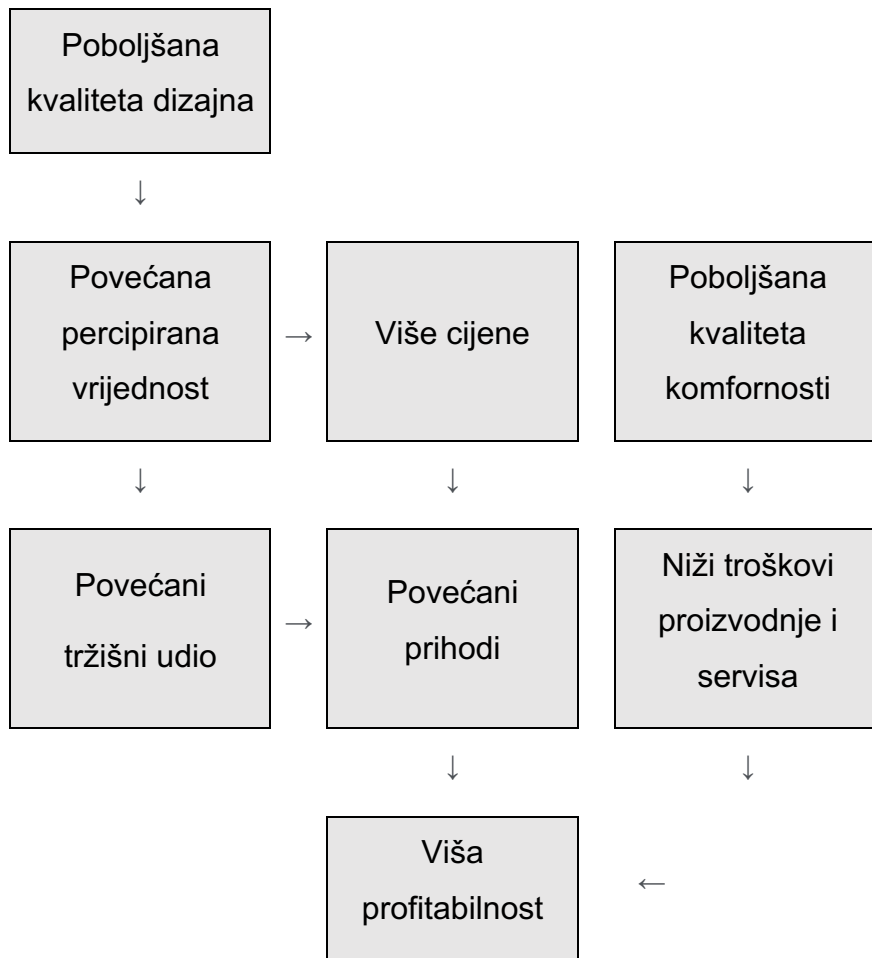 Poboljšana
kvaliteta dizajna
↓
Povećana
percipirana
vrijednost
→
Više cijene
Poboljšana
kvaliteta
komfornosti
↓
↓
↓
Povećani
tržišni udio
→
Povećani
prihodi
Niži troškovi
proizvodnje i
servisa
↓
↓
Viša
profitabilnost
←